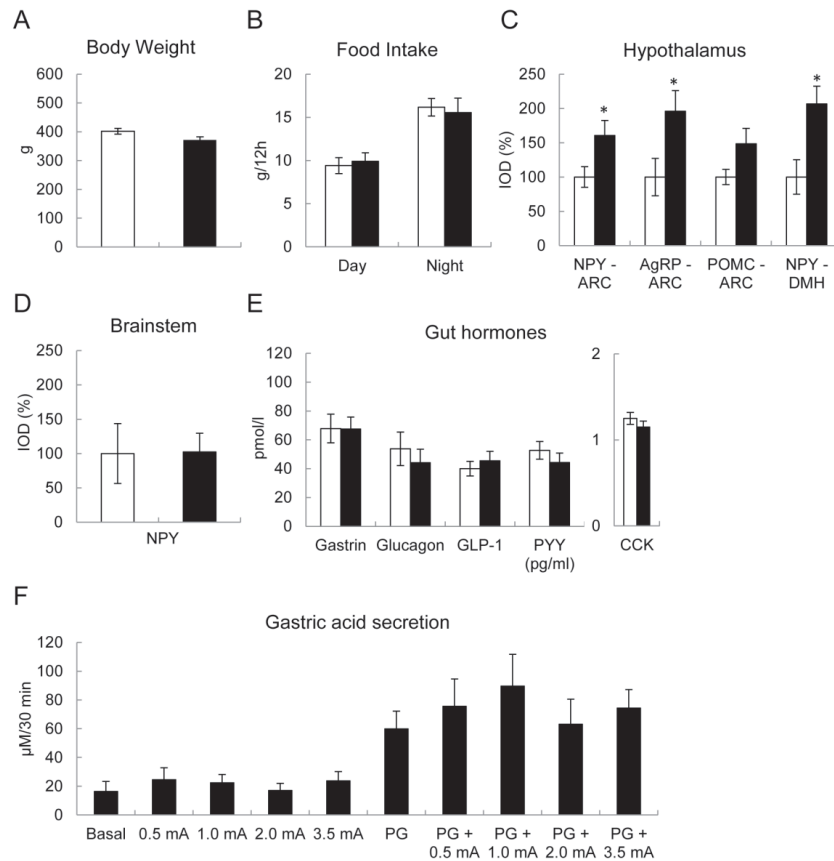 A
Body Weight
600
500
400
300
200
100
0
g
B
Food Intake
20
15
10
5
0
g/12h
Day Night
C
Hypothalamus
250
200
150
100
50
0
IOD (%)
* * *
NPY - ARC
AgRP - ARC
POMC - ARC
NPY - DMH
D
Brainstem
250
200
150
100
50
0
IOD (%)
NPY
E
Gut hormones
120
100
80
60
40
20
0
pmol/l
Gastrin Glucagon GLP-1 PYY
(pg/ml)
2
1
0
CCK
F
Gastric acid secretion
120
100
80
60
40
20
0
µM/30 min
Basal 0.5 mA 1.0 mA 2.0 mA 3.5 mA PG PG + PG + PG + PG +
0.5 mA 1.0 mA 2.0 mA 3.5 mA